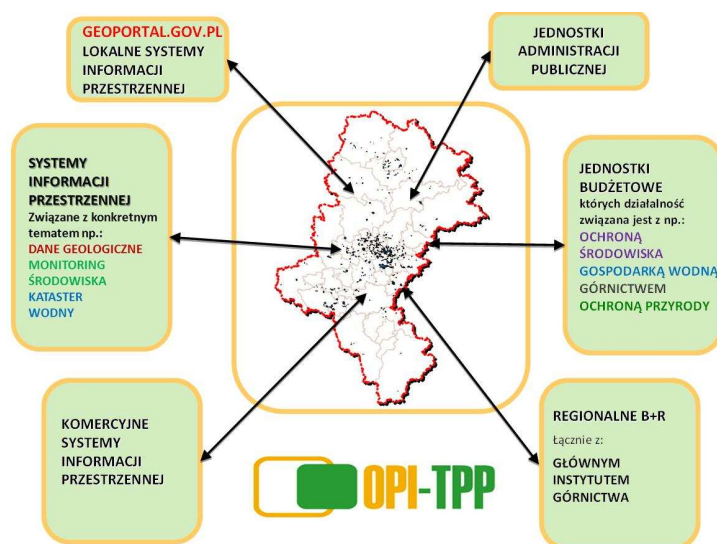 GEOPORTAL.GOV.PL
LOKALNE SYSTEMY
INFORMACJI
PRZESTRZENNEJ
JEDNOSTKI
ADMINISTRACJI
PUBLICZNEJ
SYSTEMY
INFORMACJI
PRZESTRZENNEJ
Związane z konkretnym
tematem np.:
DANE GEOLOGICZNE
MONITORING
ŚRODOWISKA
KATASTER
WODNY
JEDNOSTKI
BUDŻETOWE
których działalność
związana jest z np.:
OCHRONĄ
ŚRODOWISKA
GOSPODARKĄ WODNĄ
GÓRNICTWEM
OCHRONĄ PRZYRODY
KOMERCYJNE
SYSTEMY
INFORMACJI
PRZESTRZENNEJ
REGIONALNE B+R
Łącznie z:
GŁÓWNYM
INSTYTUTEM
GÓRNICTWA
OPI-TPP